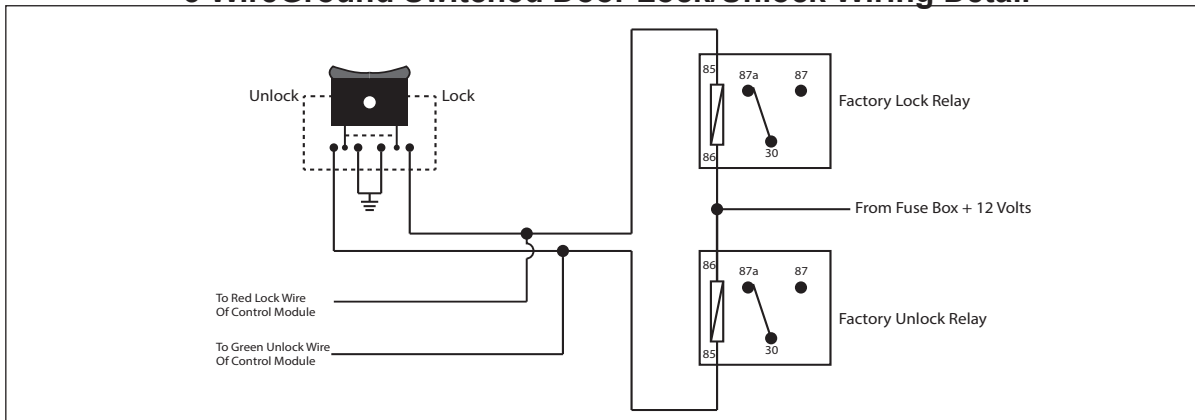 Unlock
Lock
85
87a
87
Factory Lock Relay
86
30
From Fuse Box + 12 Volts
86
87a
87
Factory Unlock Relay
85
30
To Red Lock Wire
Of Control Module
To Green Unlock Wire
Of Control Module